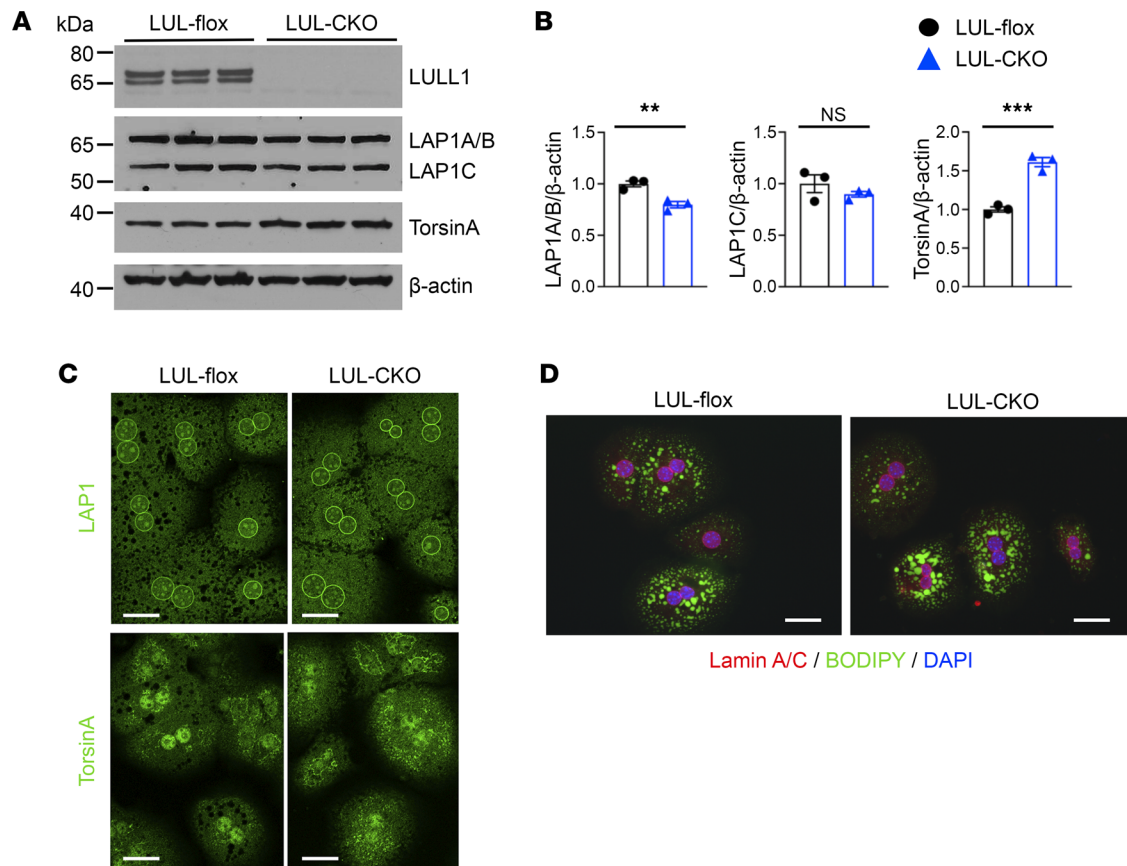 A
kDa
LUL-flox
LUL-CKO
80
65
LULL1
65
50
LAP1A/B
LAP1C
40
TorsinA
40
β-actin
B
LUL-flox
LUL-CKO
**
LAP1A/B/β-actin
1.5
1.0
0.5
0.0
NS
LAP1C/β-actin
1.5
1.0
0.5
0.0
***
TorsinA/β-actin
2.0
1.5
1.0
0.5
0.0
C
LUL-flox
LUL-CKO
LAP1
TorsinA
D
LUL-flox
LUL-CKO
Lamin A/C / BODIPY / DAPI